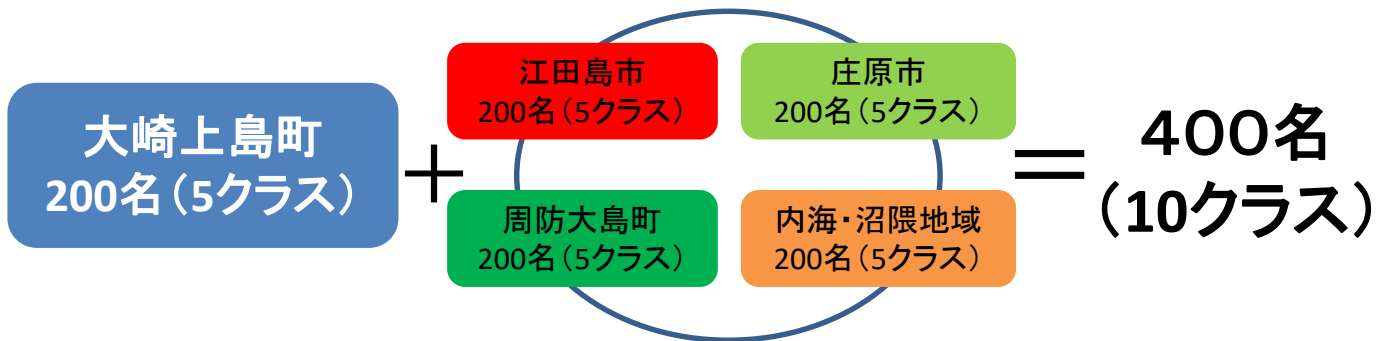 大崎上島町
200名(5クラス)
+
江田島市
200名(5クラス)
庄原市
200名(5クラス)
周防大島町
200名(5クラス)
内海・沼隈地域
200名(5クラス)
=
400名
(10クラス)